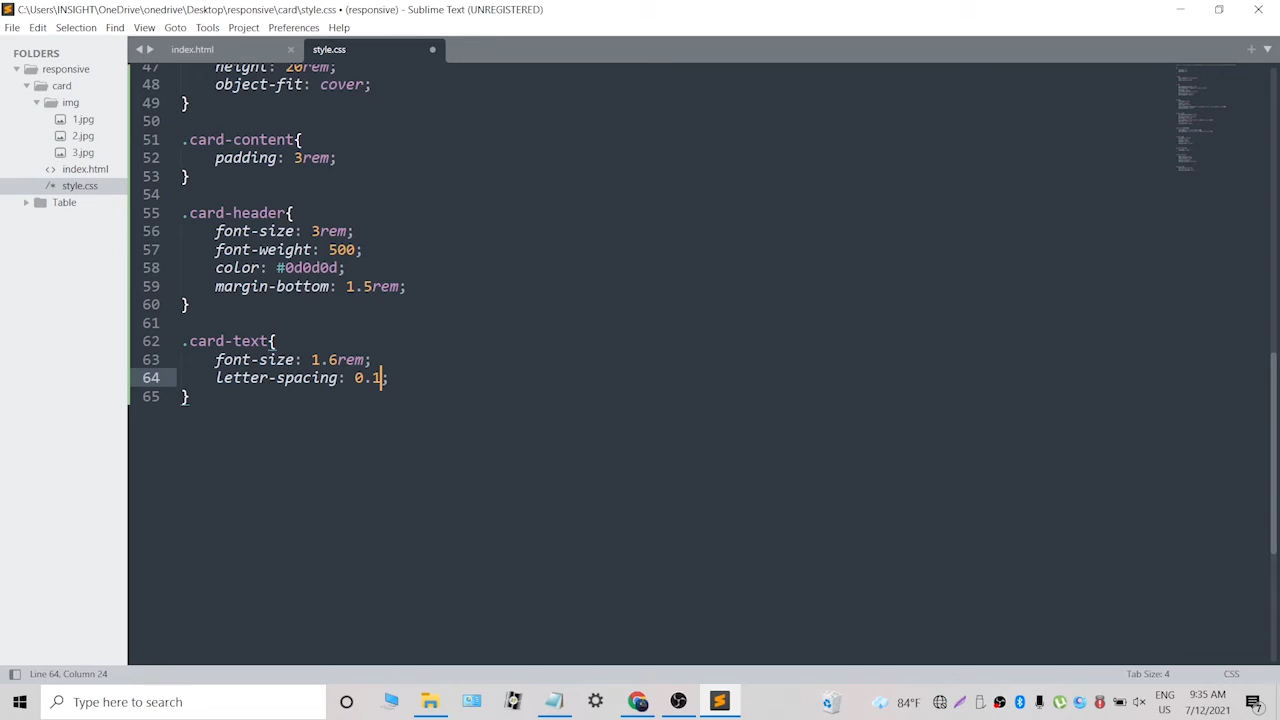 C:\Users\INSIGHT\OneDrive\onedrive\Desktop\responsive\card\style.css • (responsive) - Sublime Text (UNREGISTERED)
File Edit Selection Find View Goto Tools Project Preferences Help
FOLDERS
responsive
card
img
1.jpg
2.jpg
3.jpg
index.html
style.css
Table
index.html style.css
47 height: 20rem;
48 object-fit: cover;
49 }
50
51 .card-content{
52 padding: 3rem;
53 }
54
55 .card-header{
56 font-size: 3rem;
57 font-weight: 500;
58 color: #0d0d0d;
59 margin-bottom: 1.5rem;
60 }
61
62 .card-text{
63 font-size: 1.6rem;
64 letter-spacing: 0.1;
65 }
Line 64, Column 24 Tab Size: 4 CSS
Type here to search
84°F
ENG
US
9:35 AM
7/12/2021
7